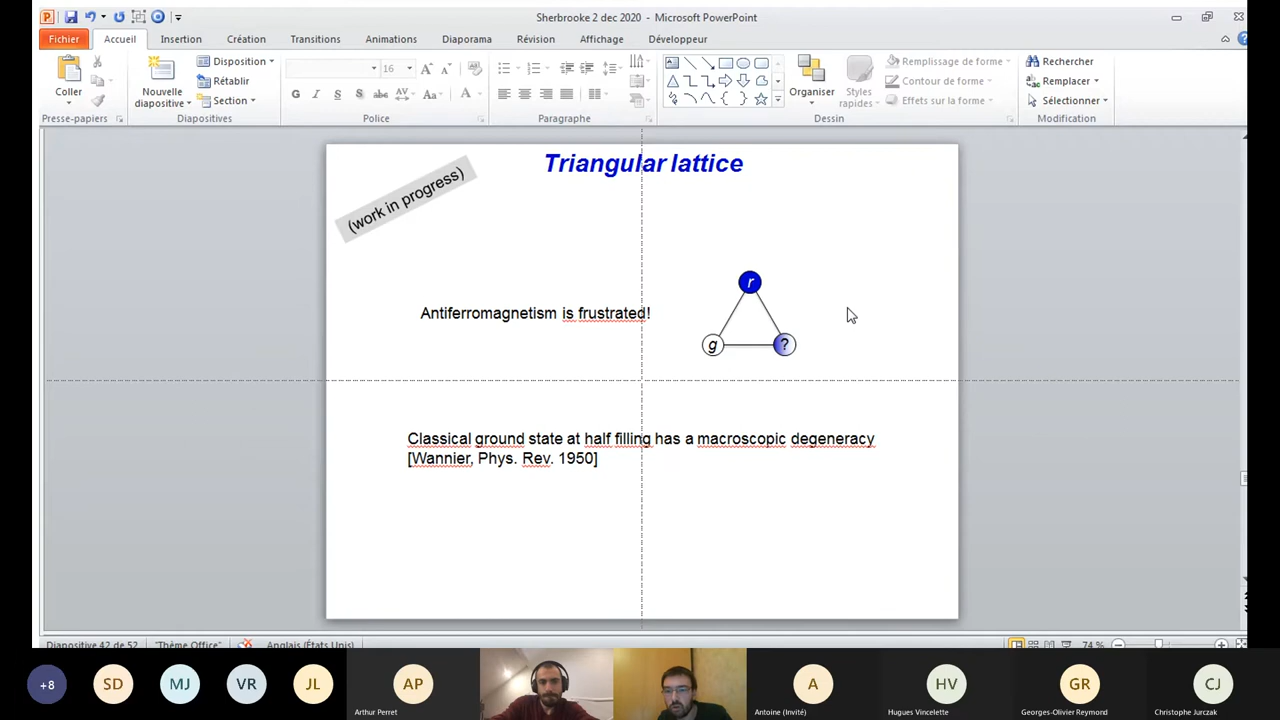 Sherbrooke 2 dec 2020 - Microsoft PowerPoint
Fichier Accueil Insertion Création Transitions Animations Diaporama Révision Affichage Développeur
Coller
Presse-papiers
Nouvelle
diapositive
Disposition
Rétablir
Section
Diapositives
16
G I S S abc AV Aa A
Police
Paragraphe
Organiser
Styles
rapides
Remplissage de forme
Contour de forme
Effets sur la forme
Dessin
Rechercher
Remplacer
Sélectionner
Modification
Triangular lattice
(work in progress)
Antiferromagnetism is frustrated!
r
g
?
Classical ground state at half filling has a macroscopic degeneracy
[Wannier, Phys. Rev. 1950]
Diapositive 42 de 52 "Thème Office" Anglais (États Unis) 74 %
+8 SD MJ VR JL AP A HV GR CJ
Arthur Perret Antoine (Invité) Hugues Vincelette Georges-Olivier Reymond Christophe Jurczak